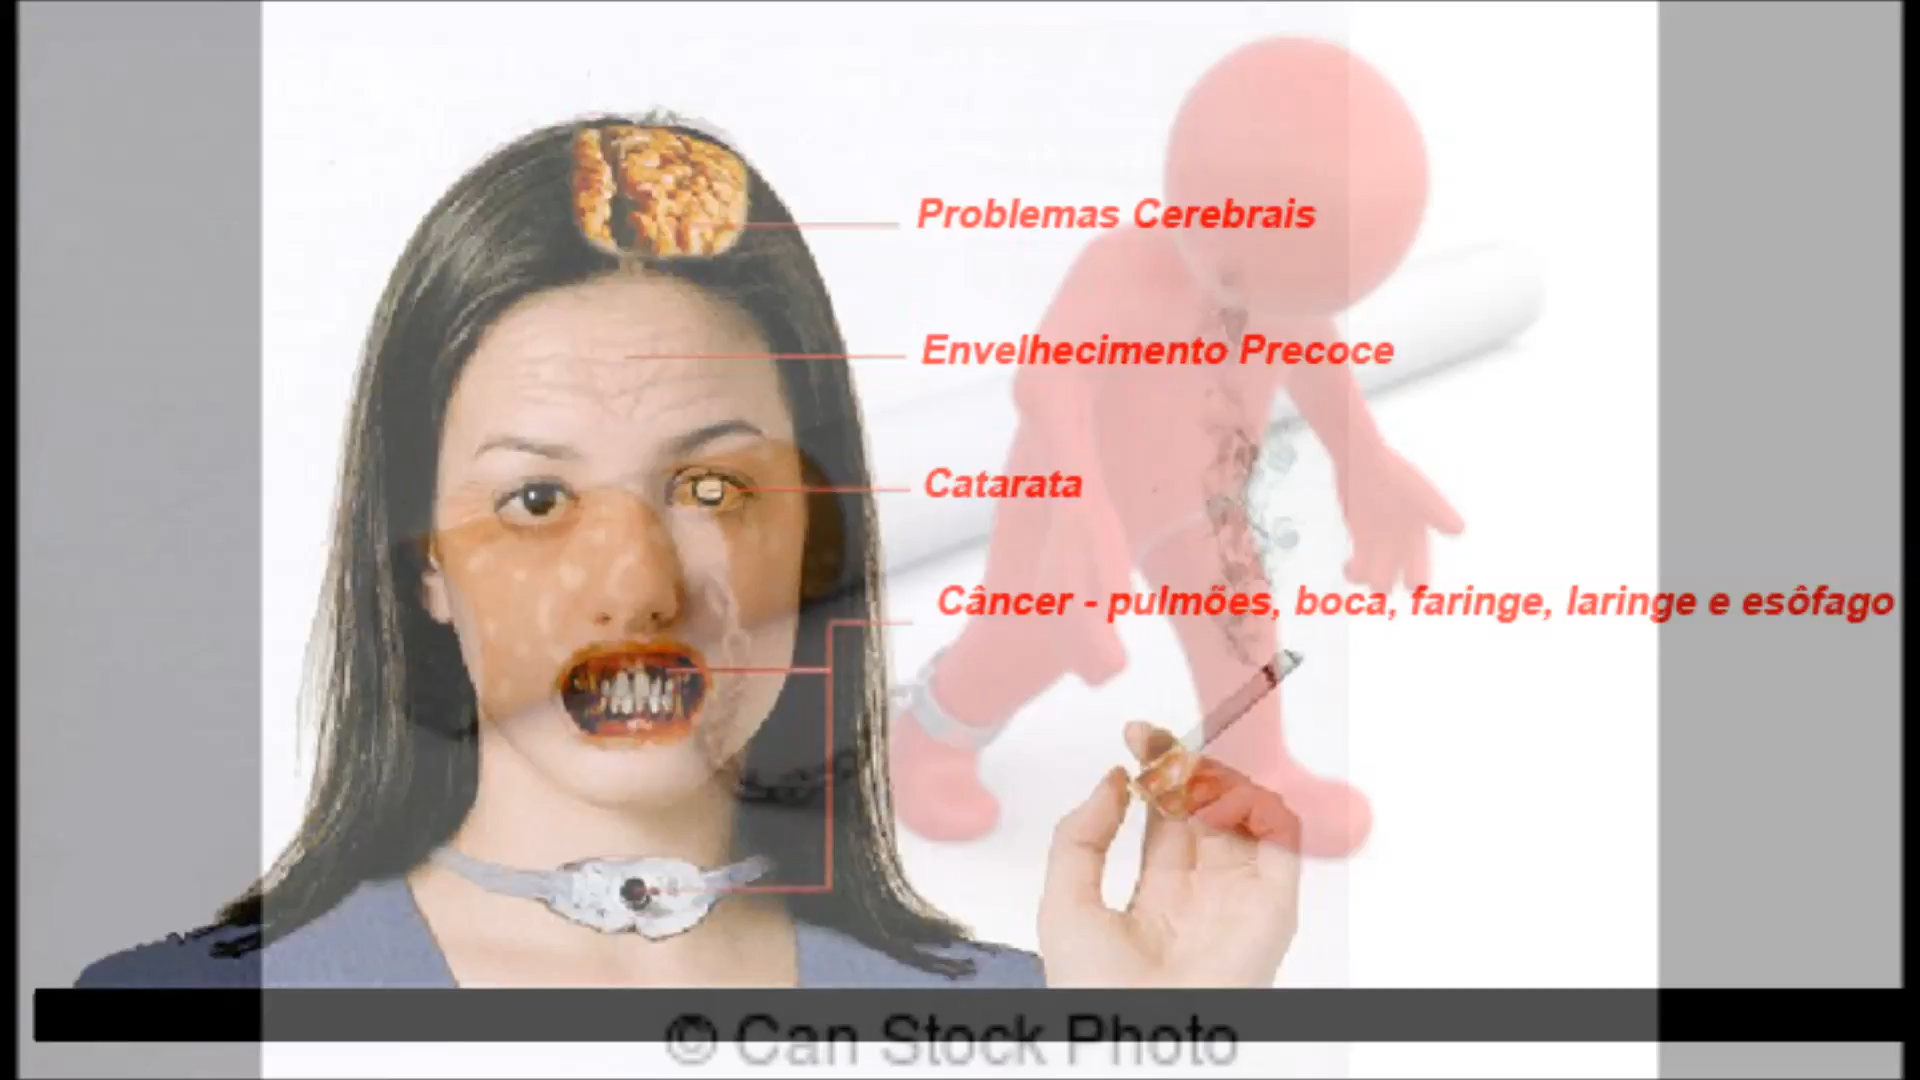 Problemas Cerebrais
Envelhecimento Precoce
Catarata
Câncer - pulmões, boca, faringe, laringe e esôfago
© Can Stock Photo